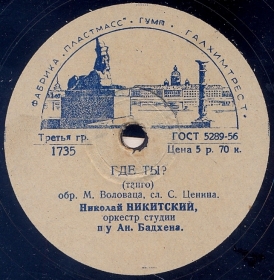 ФАБРИКА „ПЛАСТМАСС“ ГУМП ГАЛХИМТРЕСТ.
Третья гр. ГОСТ 5289-56
1735 Цена 5 р. 70 к.
ГДЕ ТЫ?
(танго)
обр. М. Воловаца, сл. С. Ценина.
Николай НИКИТСКИЙ,
оркестр студии
п/у Ан. Бадхена.